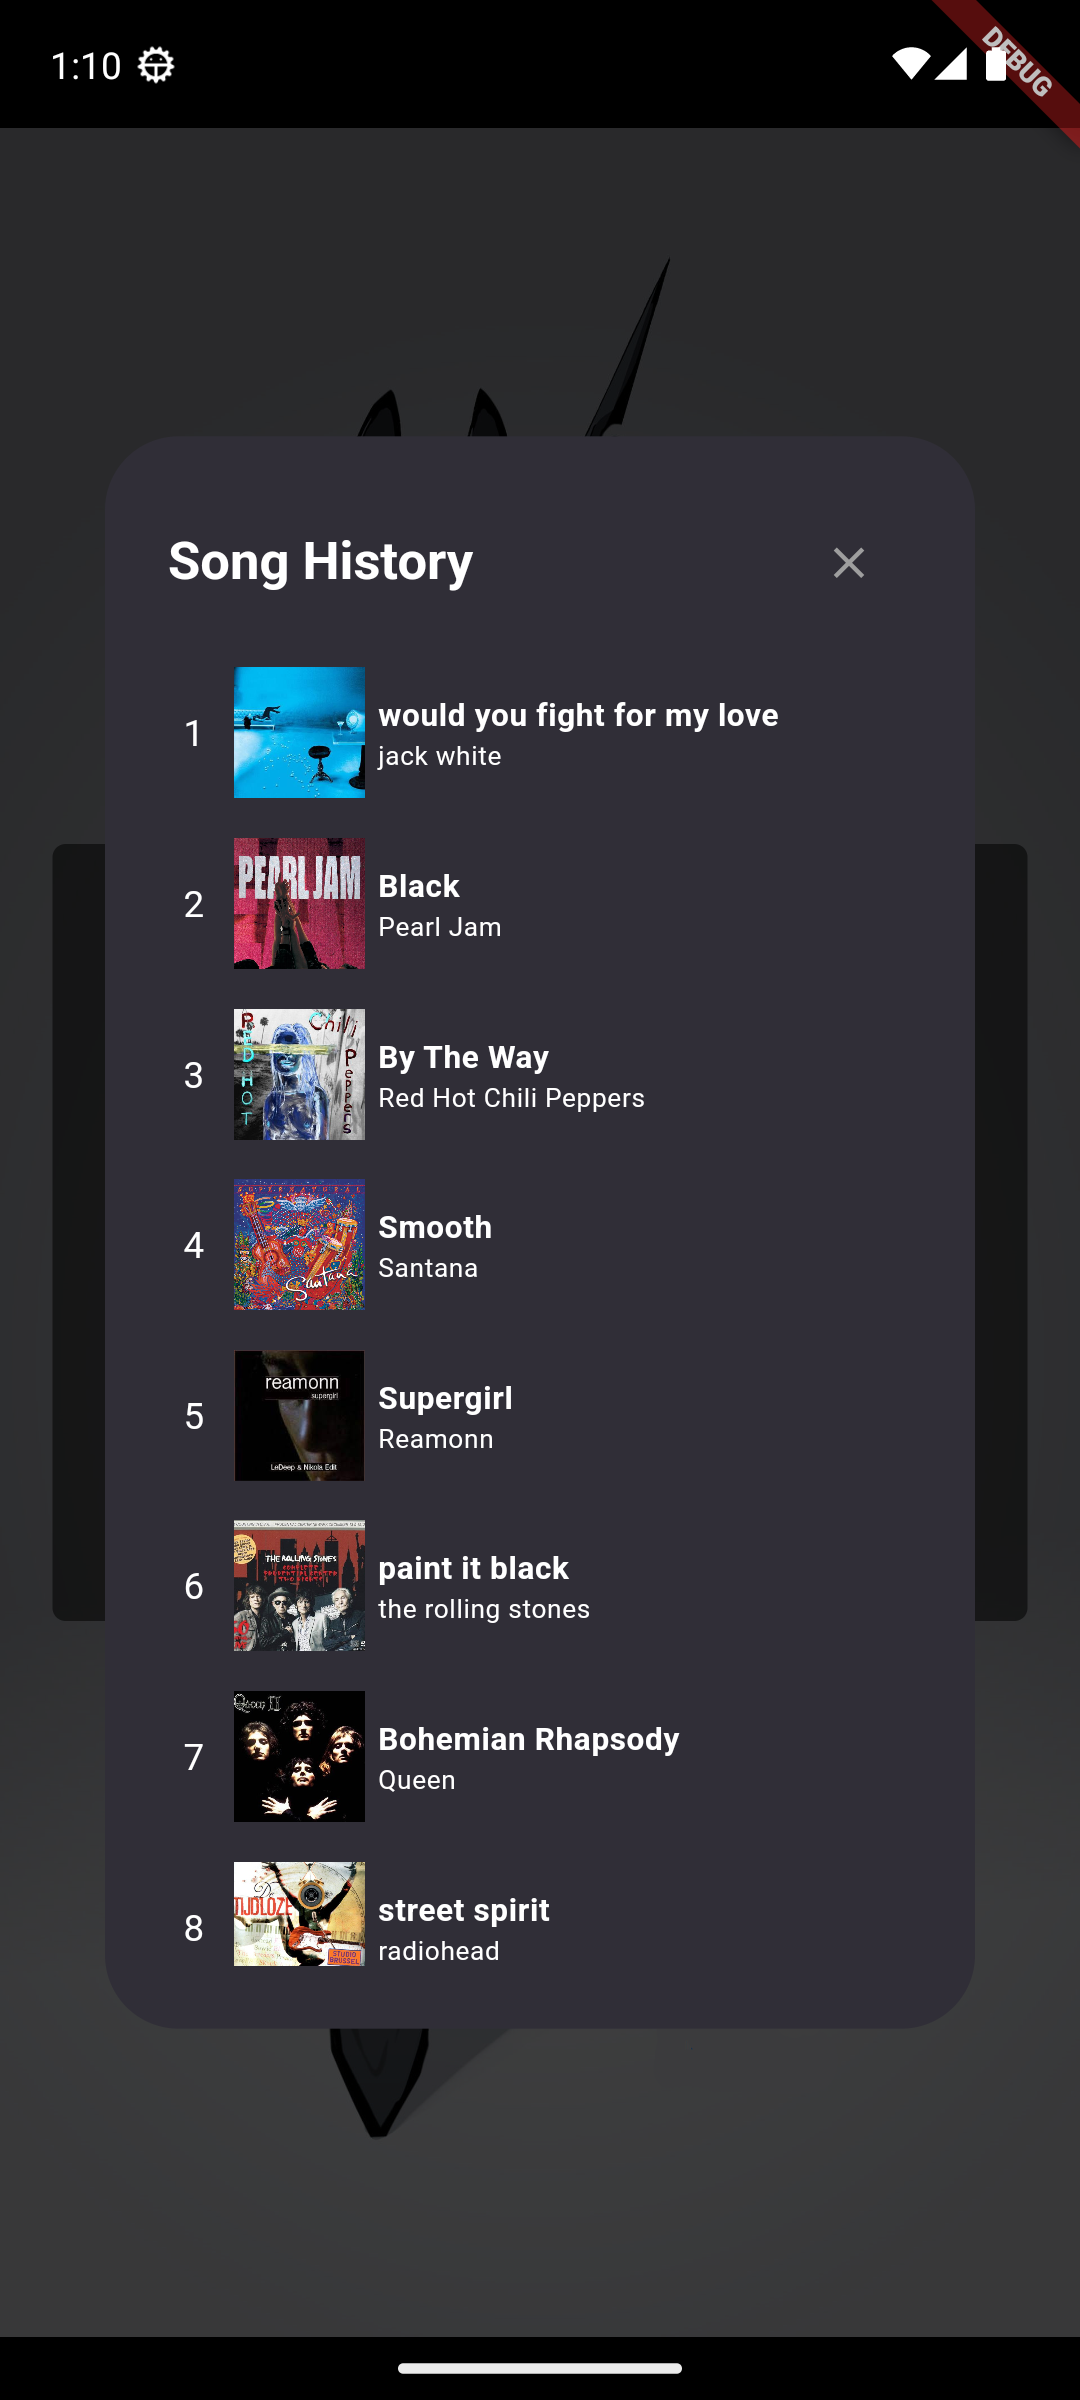 1:10
DEBUG
Song History
1
would you fight for my love
jack white
2
PEARL JAM
Black
Pearl Jam
3
RED HOT
Chili
Peppers
By The Way
Red Hot Chili Peppers
4
SUPERNATURAL
Santana
Smooth
Santana
5
reamonn
supergirl
LeDeep & Nikola Edit
Supergirl
Reamonn
6
THE ROLLING STONES
paint it black
the rolling stones
7
Queen II
Bohemian Rhapsody
Queen
8
De
TIJDLOZE
STUDIO
BRUSSEL
street spirit
radiohead